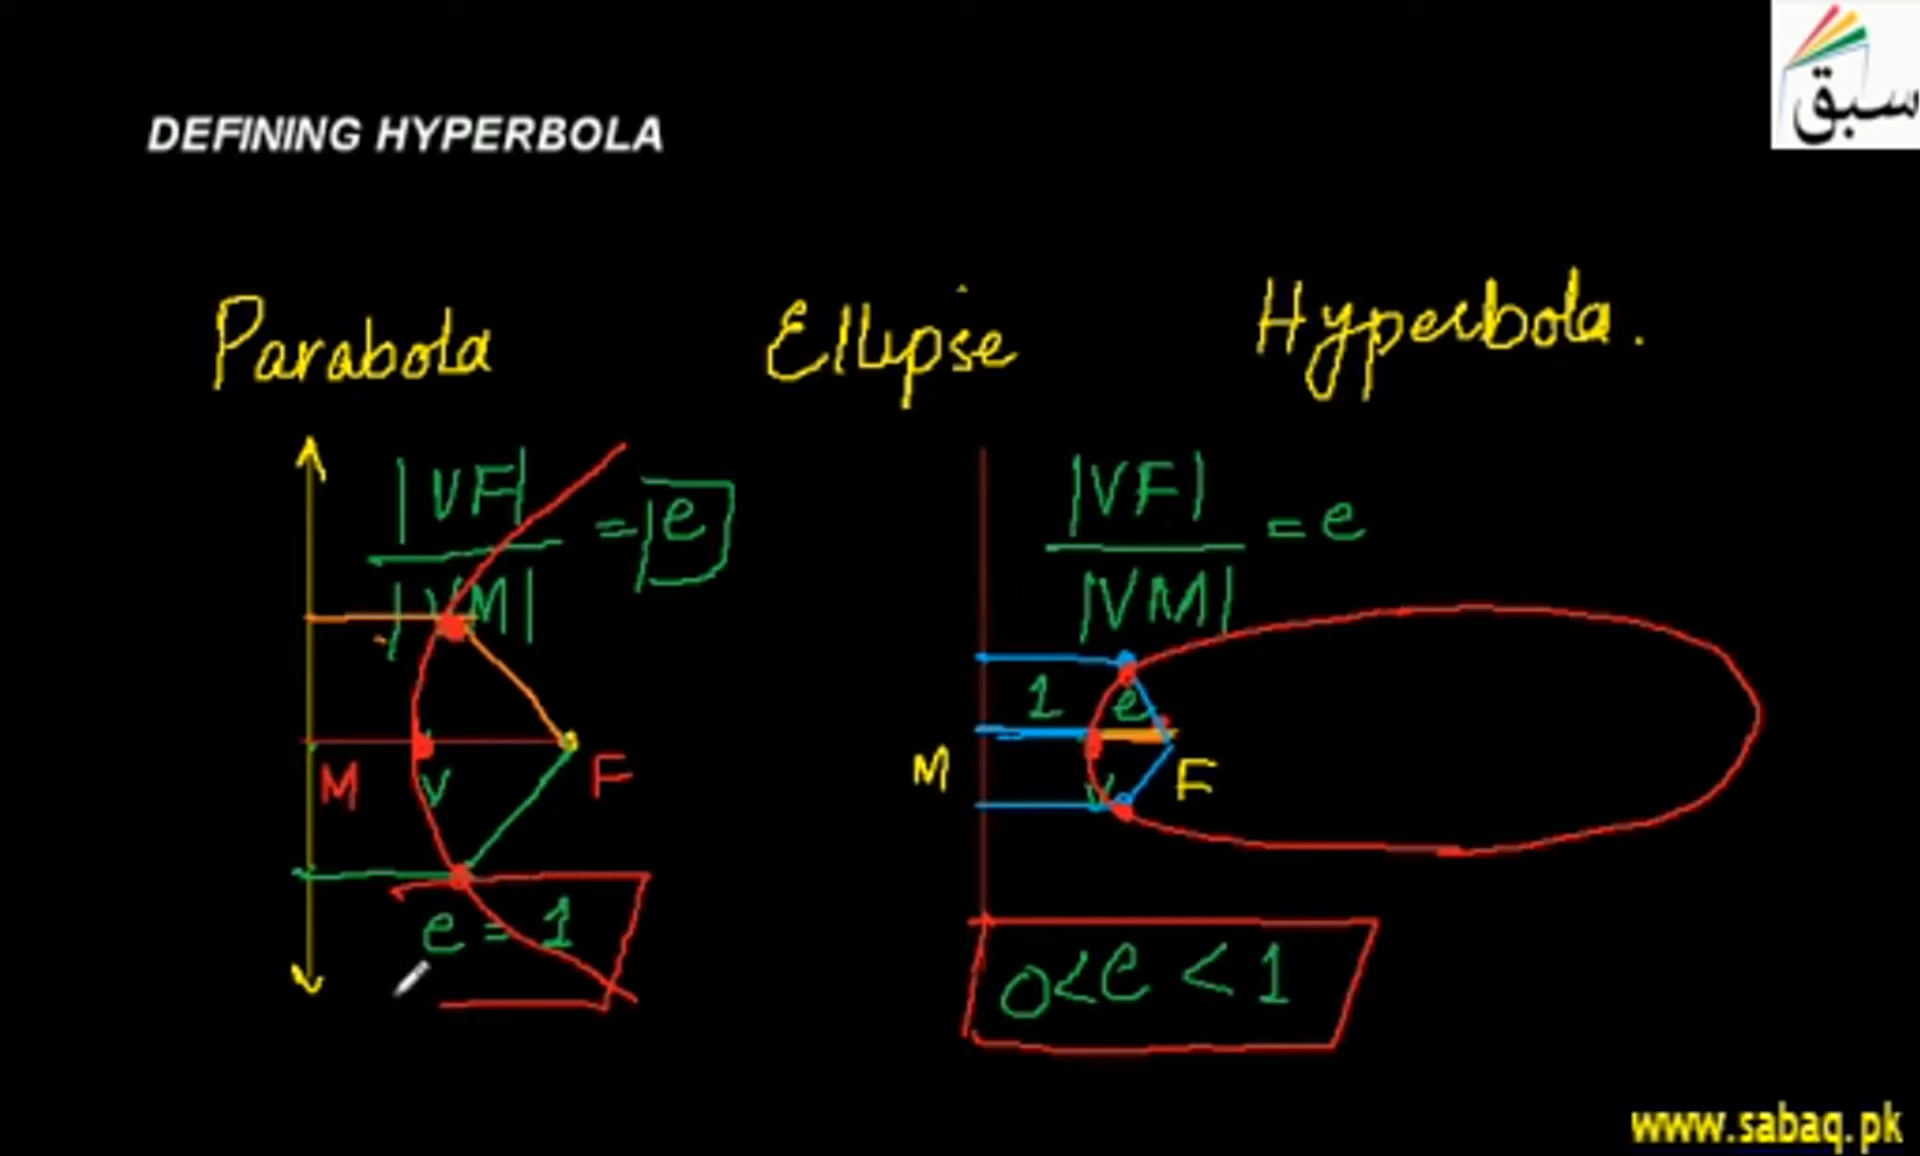 سبق
DEFINING HYPERBOLA
Parabola Ellipse Hyperbola.
|VF|
|VM|
= e
M V F
e = 1
|VF|
|VM|
= e
1 e
M V F
0<e<1
www.sabaq.pk